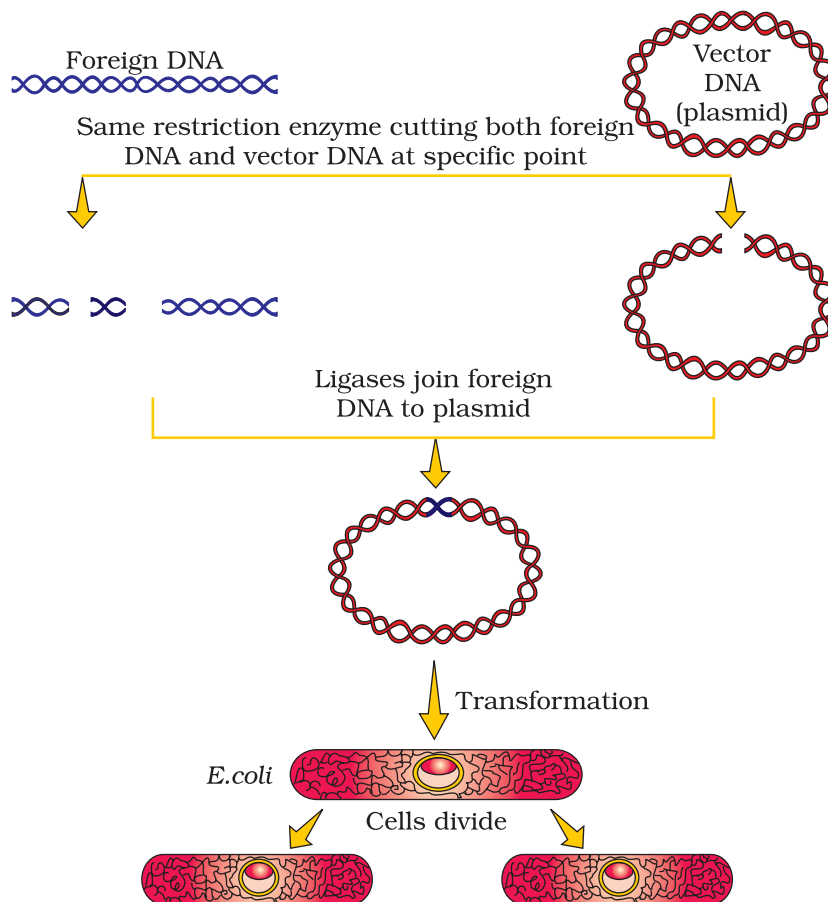 Foreign DNA
Vector
DNA
(plasmid)
Same restriction enzyme cutting both foreign
DNA and vector DNA at specific point
Ligases join foreign
DNA to plasmid
Transformation
E.coli
Cells divide